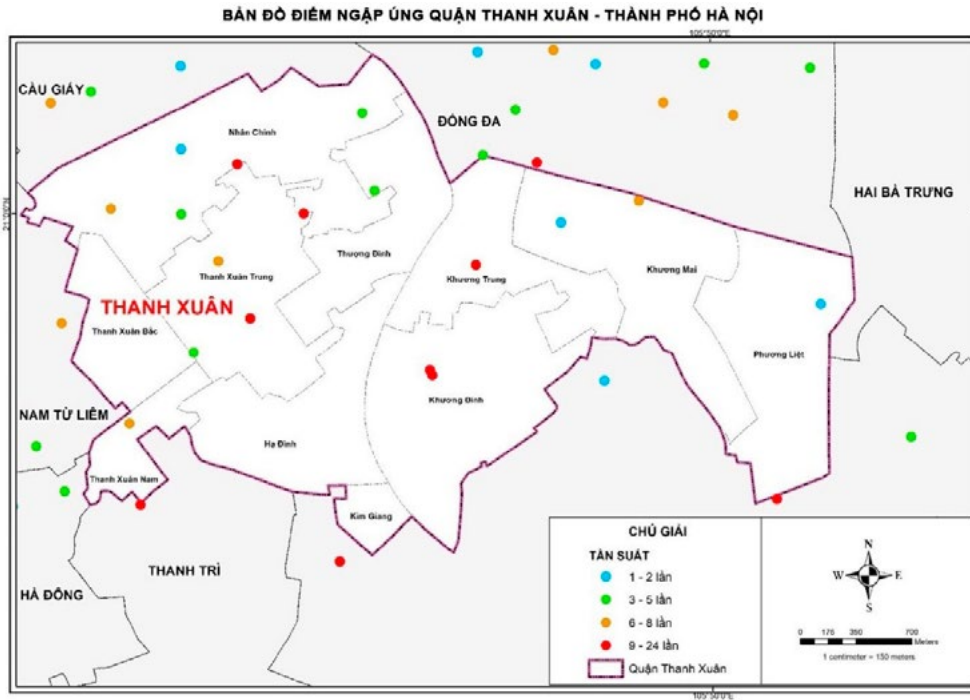 BẢN ĐỒ ĐIỂM NGẬP ÚNG QUẬN THANH XUÂN - THÀNH PHỐ HÀ NỘI
105°50'0"E
CẦU GIẤY
ĐỐNG ĐA
Nhân Chính
HAI BÀ TRƯNG
21°0'0"N
Thượng Đình
Thanh Xuân Trung
Khương Trung
Khương Mai
THANH XUÂN
Thanh Xuân Bắc
Phương Liệt
Khương Đình
NAM TỪ LIÊM
Hạ Đình
Thanh Xuân Nam
Kim Giang
THANH TRÌ
HÀ ĐÔNG
CHÚ GIẢI
TẦN SUẤT
1 - 2 lần
3 - 5 lần
6 - 8 lần
9 - 24 lần
Quận Thanh Xuân
N
W E
S
0 175 350 700
Meters
1 centimeter = 150 meters
105°50'0"E